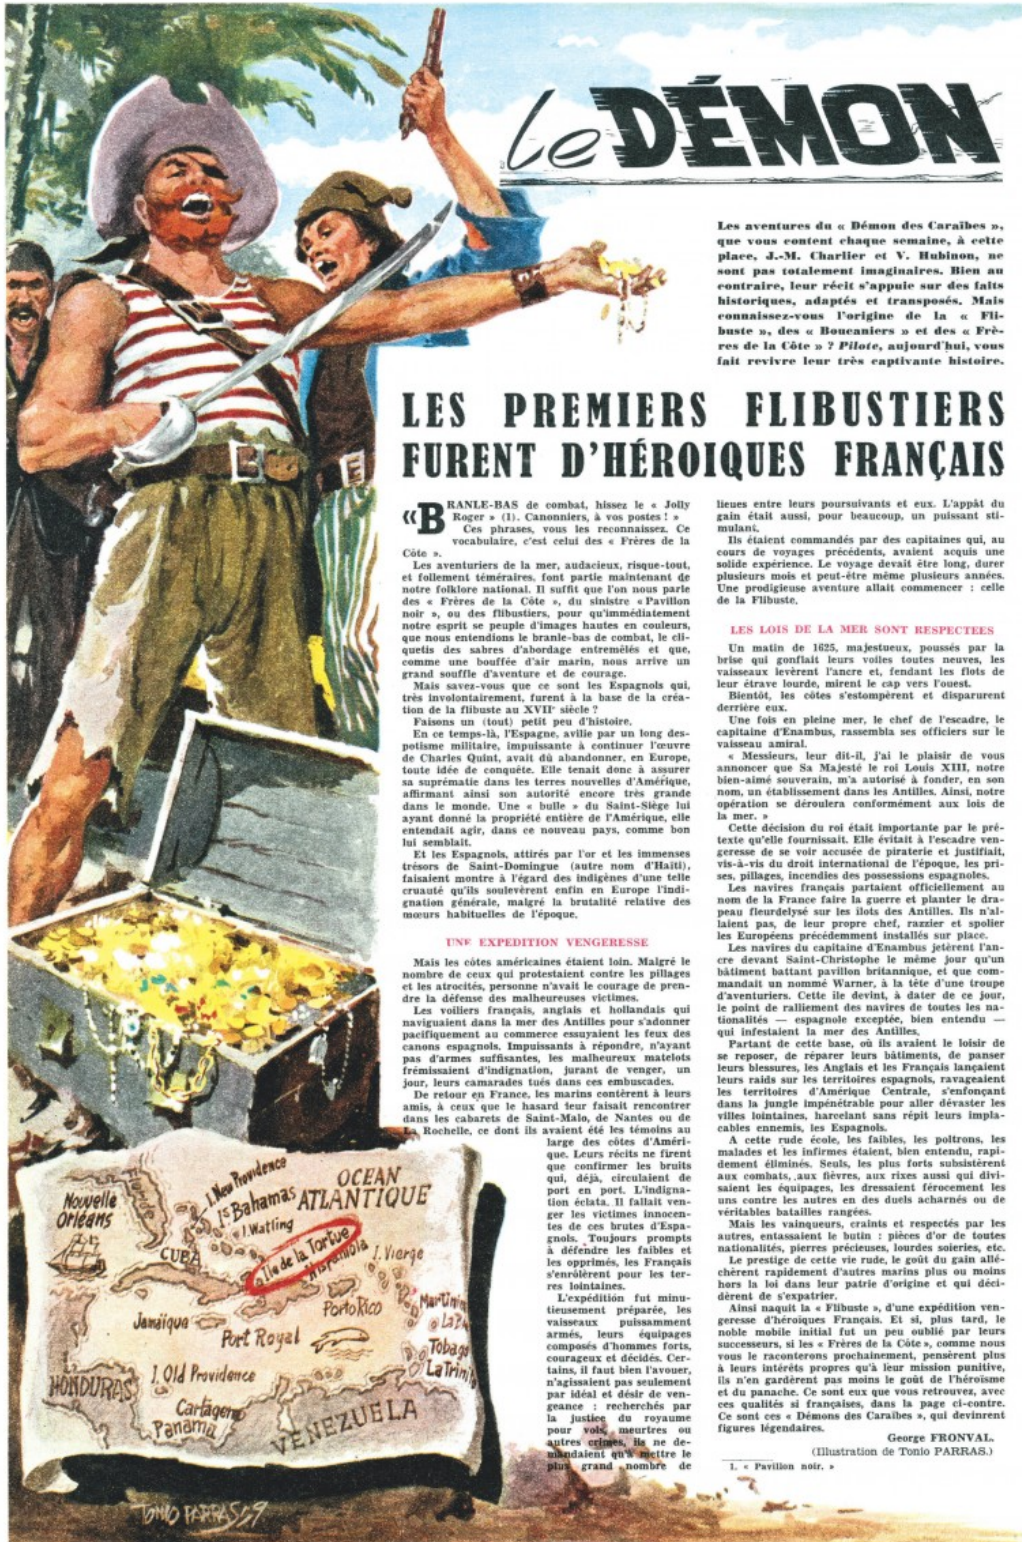 Le DÉMON
Les aventures du « Démon des Caraïbes »,
que vous content chaque semaine, à cette
place, J.-M. Charlier et V. Hubinon, ne
sont pas totalement imaginaires. Bien au
contraire, leur récit s'appuie sur des faits
historiques, adaptés et transposés. Mais
connaissez-vous l'origine de la « Fli-
buste », des « Boucaniers » et des « Frè-
res de la Côte » ? Pilote, aujourd'hui, vous
fait revivre leur très captivante histoire.
LES PREMIERS FLIBUSTIERS
FURENT D'HÉROIQUES FRANÇAIS
«BRANLE-BAS de combat, hissez le « Jolly
Roger » (1). Canonniers, à vos postes ! »
Ces phrases, vous les reconnaissez. Ce
vocabulaire, c'est celui des « Frères de la
Côte ».
Les aventuriers de la mer, audacieux, risque-tout,
et follement téméraires, font partie maintenant de
notre folklore national. Il suffit que l'on nous parle
des « Frères de la Côte », du sinistre « Pavillon
noir », ou des flibustiers, pour qu'immédiatement
notre esprit se peuple d'images hautes en couleurs,
que nous entendions le branle-bas de combat, le cli-
quetis des sabres d'abordage entremêlés et que,
comme une bouffée d'air marin, nous arrive un
grand souffle d'aventure et de courage.
Mais savez-vous que ce sont les Espagnols qui,
très involontairement, furent à la base de la créa-
tion de la flibuste au XVIIe siècle ?
Faisons un (tout) petit peu d'histoire.
En ce temps-là, l'Espagne, avilie par un long des-
potisme militaire, impuissante à continuer l'œuvre
de Charles Quint, avait dû abandonner, en Europe,
toute idée de conquête. Elle tenait donc à assurer
sa suprématie dans les terres nouvelles d'Amérique,
affirmant ainsi son autorité encore très grande
dans le monde. Une « bulle » du Saint-Siège lui
ayant donné la propriété entière de l'Amérique, elle
entendait agir, dans ce nouveau pays, comme bon
lui semblait.
Et les Espagnols, attirés par l'or et les immenses
trésors de Saint-Domingue (autre nom d'Haïti),
faisaient montre à l'égard des indigènes d'une telle
cruauté qu'ils soulevèrent enfin en Europe l'indi-
gnation générale, malgré la brutalité relative des
mœurs habituelles de l'époque.
UNE EXPEDITION VENGERESSE
Mais les côtes américaines étaient loin. Malgré le
nombre de ceux qui protestaient contre les pillages
et les atrocités, personne n'avait le courage de pren-
dre la défense des malheureuses victimes.
Les voiliers français, anglais et hollandais qui
naviguaient dans la mer des Antilles pour s'adonner
pacifiquement au commerce essuyaient les feux des
canons espagnols. Impuissants à répondre, n'ayant
pas d'armes suffisantes, les malheureux matelots
frémissaient d'indignation, jurant de venger, un
jour, leurs camarades tués dans ces embuscades.
De retour en France, les marins contèrent à leurs
amis, à ceux que le hasard leur faisait rencontrer
dans les cabarets de Saint-Malo, de Nantes ou de
La Rochelle, ce dont ils avaient été les témoins au
large des côtes d'Améri-
que. Leurs récits ne firent
que confirmer les bruits
qui, déjà, circulaient de
port en port. L'indigna-
tion éclata. Il fallait ven-
ger les victimes innocen-
tes de ces brutes d'Espa-
gnols. Toujours prompts
à défendre les faibles et
les opprimés, les Français
s'enrôlèrent pour les ter-
res lointaines.
L'expédition fut minu-
tieusement préparée, les
vaisseaux puissamment
armés, leurs équipages
composés d'hommes forts,
courageux et décidés. Cer-
tains, il faut bien l'avouer,
n'agissaient pas seulement
par idéal et désir de ven-
geance : recherchés par
la justice du royaume
pour vols, meurtres ou
autres crimes, ils ne de-
mandaient qu'à mettre le
plus grand nombre de
lieues entre leurs poursuivants et eux. L'appât du
gain était aussi, pour beaucoup, un puissant sti-
mulant.
Ils étaient commandés par des capitaines qui, au
cours de voyages précédents, avaient acquis une
solide expérience. Le voyage devait être long, durer
plusieurs mois et peut-être même plusieurs années.
Une prodigieuse aventure allait commencer : celle
de la Flibuste.
LES LOIS DE LA MER SONT RESPECTEES
Un matin de 1625, majestueux, poussés par la
brise qui gonflait leurs voiles toutes neuves, les
vaisseaux levèrent l'ancre et, fendant les flots de
leur étrave lourde, mirent le cap vers l'ouest.
Bientôt, les côtes s'estompèrent et disparurent
derrière eux.
Une fois en pleine mer, le chef de l'escadre, le
capitaine d'Enambus, rassembla ses officiers sur le
vaisseau amiral.
« Messieurs, leur dit-il, j'ai le plaisir de vous
annoncer que Sa Majesté le roi Louis XIII, notre
bien-aimé souverain, m'a autorisé à fonder, en son
nom, un établissement dans les Antilles. Ainsi, notre
opération se déroulera conformément aux lois de
la mer. »
Cette décision du roi était importante par le pré-
texte qu'elle fournissait. Elle évitait à l'escadre ven-
geresse de se voir accusée de piraterie et justifiait,
vis-à-vis du droit international de l'époque, les pri-
ses, pillages, incendies des possessions espagnoles.
Les navires français partaient officiellement au
nom de la France faire la guerre et planter le dra-
peau fleurdelysé sur les îlots des Antilles. Ils n'al-
laient pas, de leur propre chef, razzier et spolier
les Européens précédemment installés sur place.
Les navires du capitaine d'Enambus jetèrent l'an-
cre devant Saint-Christophe le même jour qu'un
bâtiment battant pavillon britannique, et que com-
mandait un nommé Warner, à la tête d'une troupe
d'aventuriers. Cette île devint, à dater de ce jour,
le point de ralliement des navires de toutes les na-
tionalités — espagnole exceptée, bien entendu —
qui infestaient la mer des Antilles.
Partant de cette base, où ils avaient le loisir de
se reposer, de réparer leurs bâtiments, de panser
leurs blessures, les Anglais et les Français lançaient
leurs raids sur les territoires espagnols, ravageaient
les territoires d'Amérique Centrale, s'enfonçant
dans la jungle impénétrable pour aller dévaster les
villes lointaines, harcelant sans répit leurs impla-
cables ennemis, les Espagnols.
A cette rude école, les faibles, les poltrons, les
malades et les infirmes étaient, bien entendu, rapi-
dement éliminés. Seuls, les plus forts subsistèrent
aux combats, aux fièvres, aux rixes aussi qui divi-
saient les équipages, les dressaient férocement les
uns contre les autres en des duels acharnés ou de
véritables batailles rangées.
Mais les vainqueurs, craints et respectés par les
autres, entassaient le butin : pièces d'or de toutes
nationalités, pierres précieuses, lourdes soieries, etc.
Le prestige de cette vie rude, le goût du gain allé-
chèrent rapidement d'autres marins plus ou moins
hors la loi dans leur patrie d'origine et qui déci-
dèrent de s'expatrier.
Ainsi naquit la « Flibuste », d'une expédition ven-
geresse d'héroïques Français. Et si, plus tard, le
noble mobile initial fut un peu oublié par leurs
successeurs, si les « Frères de la Côte », comme nous
vous le raconterons prochainement, pensèrent plus
à leurs intérêts propres qu'à leur mission punitive,
ils n'en gardèrent pas moins le goût de l'héroïsme
et du panache. Ce sont eux que vous retrouvez, avec
ces qualités si françaises, dans la page ci-contre.
Ce sont ces « Démons des Caraïbes », qui devinrent
figures légendaires.
George FRONVAL.
(Illustration de Tonio PARRAS.)
1. « Pavillon noir. »
Nouvelle
Orléans
Floride
I. New Providence
Is Bahamas
I. Watling
OCEAN
ATLANTIQUE
CUBA
Ile de la Tortue
Hispaniola
I. Vierge
Jamaïque
Porto Rico
Port Royal
Martini
La B
Tobago
La Trinit
HONDURAS
I. Old Providence
Cartagena
Panama
VENEZUELA
TONIO PARRAS 59